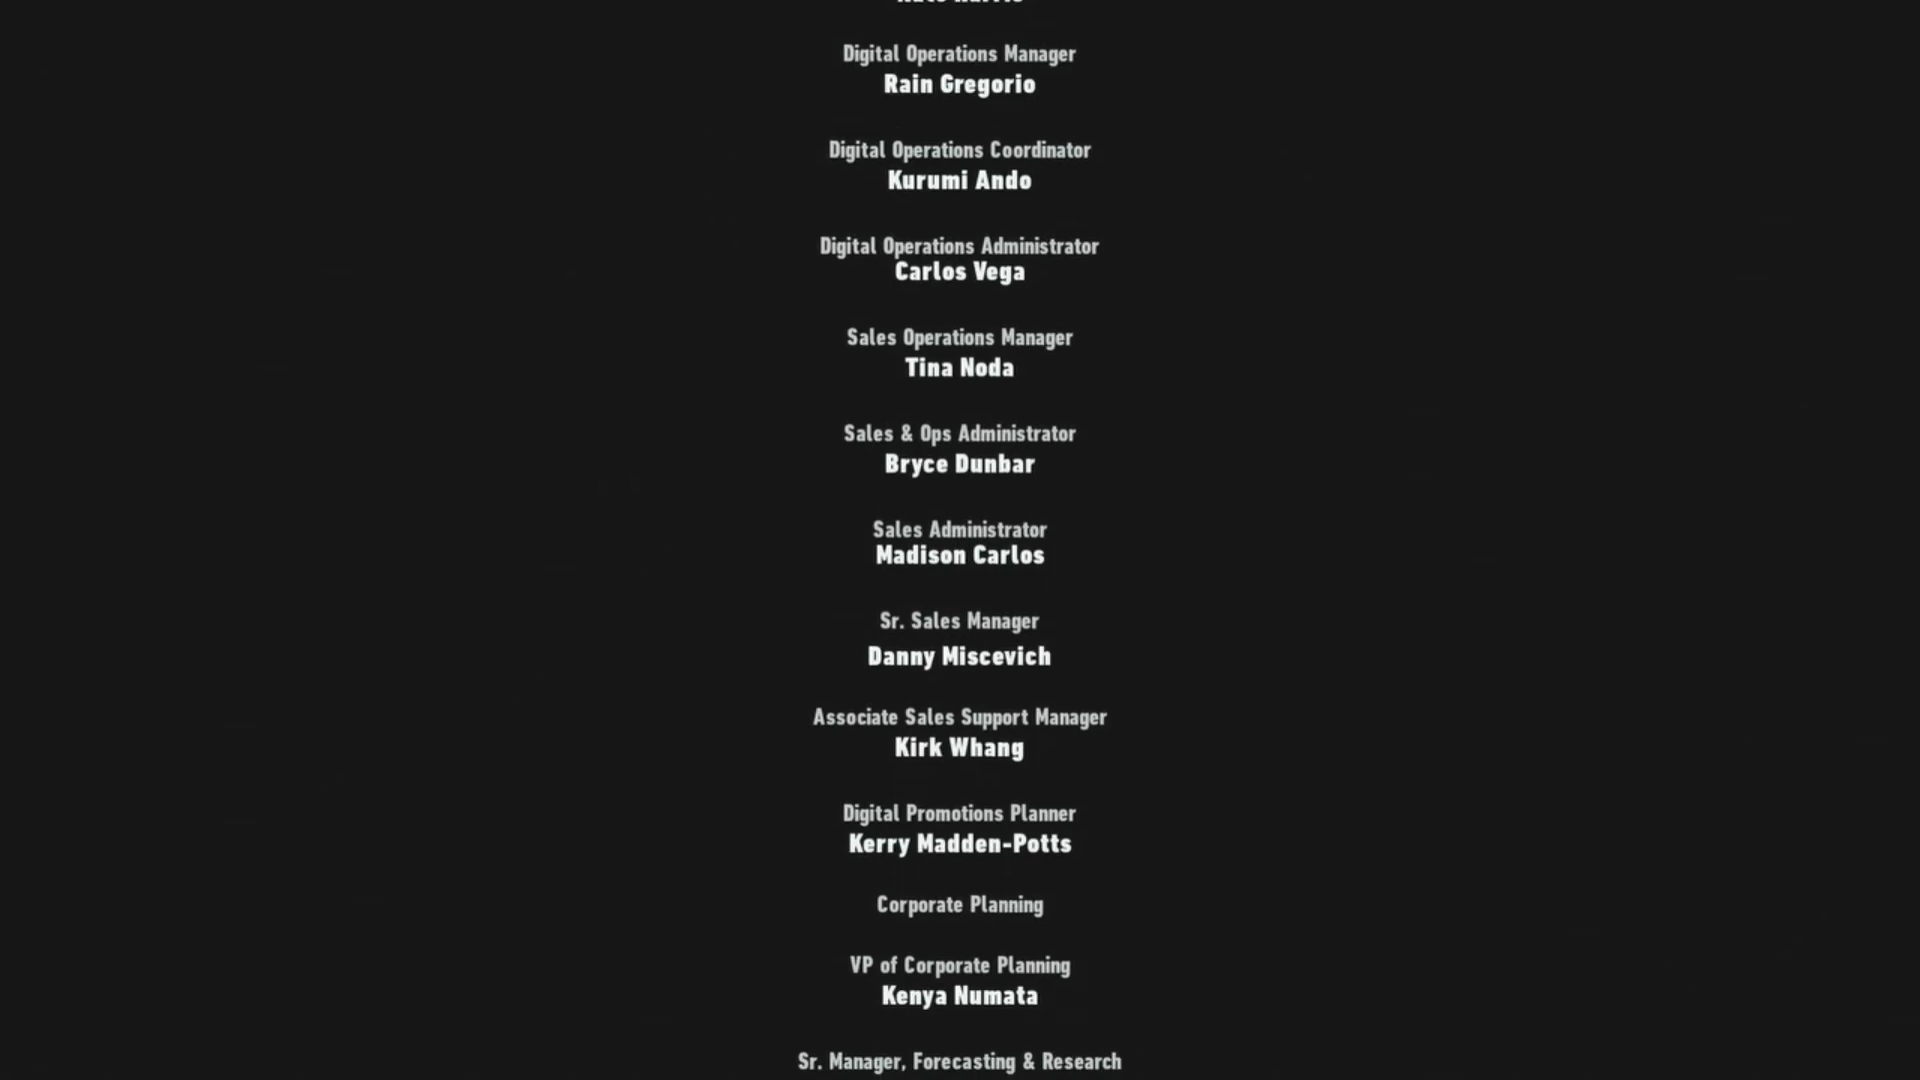 Digital Operations Manager
Rain Gregorio
Digital Operations Coordinator
Kurumi Ando
Digital Operations Administrator
Carlos Vega
Sales Operations Manager
Tina Noda
Sales & Ops Administrator
Bryce Dunbar
Sales Administrator
Madison Carlos
Sr. Sales Manager
Danny Miscevich
Associate Sales Support Manager
Kirk Whang
Digital Promotions Planner
Kerry Madden-Potts
Corporate Planning
VP of Corporate Planning
Kenya Numata
Sr. Manager, Forecasting & Research